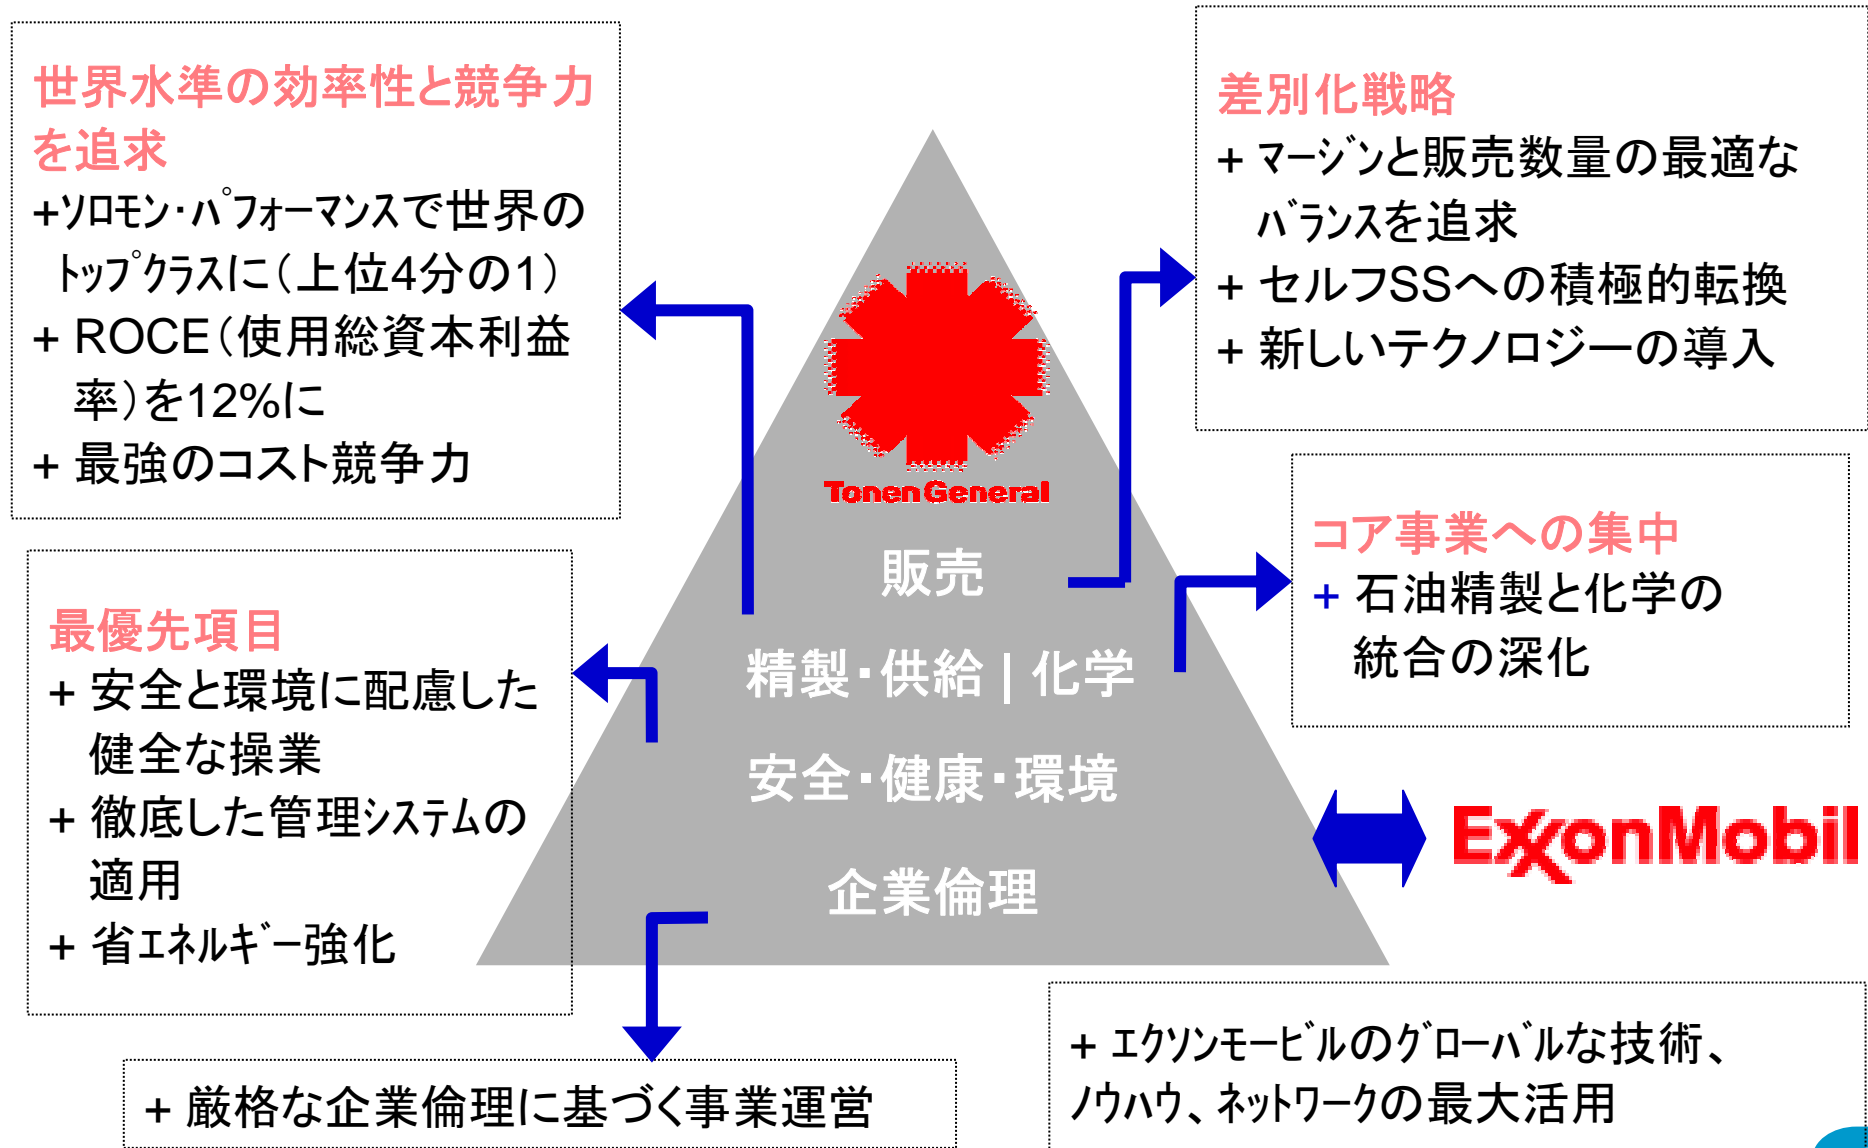 世界水準の効率性と競争力
を追求
+ソロモン・パフォーマンスで世界の
トップクラスに(上位4分の1)
+ ROCE(使用総資本利益
率)を12%に
+ 最強のコスト競争力
差別化戦略
+ マージンと販売数量の最適な
バランスを追求
+ セルフSSへの積極的転換
+ 新しいテクノロジーの導入
TonenGeneral
販売
精製・供給 | 化学
安全・健康・環境
企業倫理
コア事業への集中
+ 石油精製と化学の
統合の深化
最優先項目
+ 安全と環境に配慮した
健全な操業
+ 徹底した管理システムの
適用
+ 省エネルギー強化
ExxonMobil
+ 厳格な企業倫理に基づく事業運営
+ エクソンモービルのグローバルな技術、
ノウハウ、ネットワークの最大活用